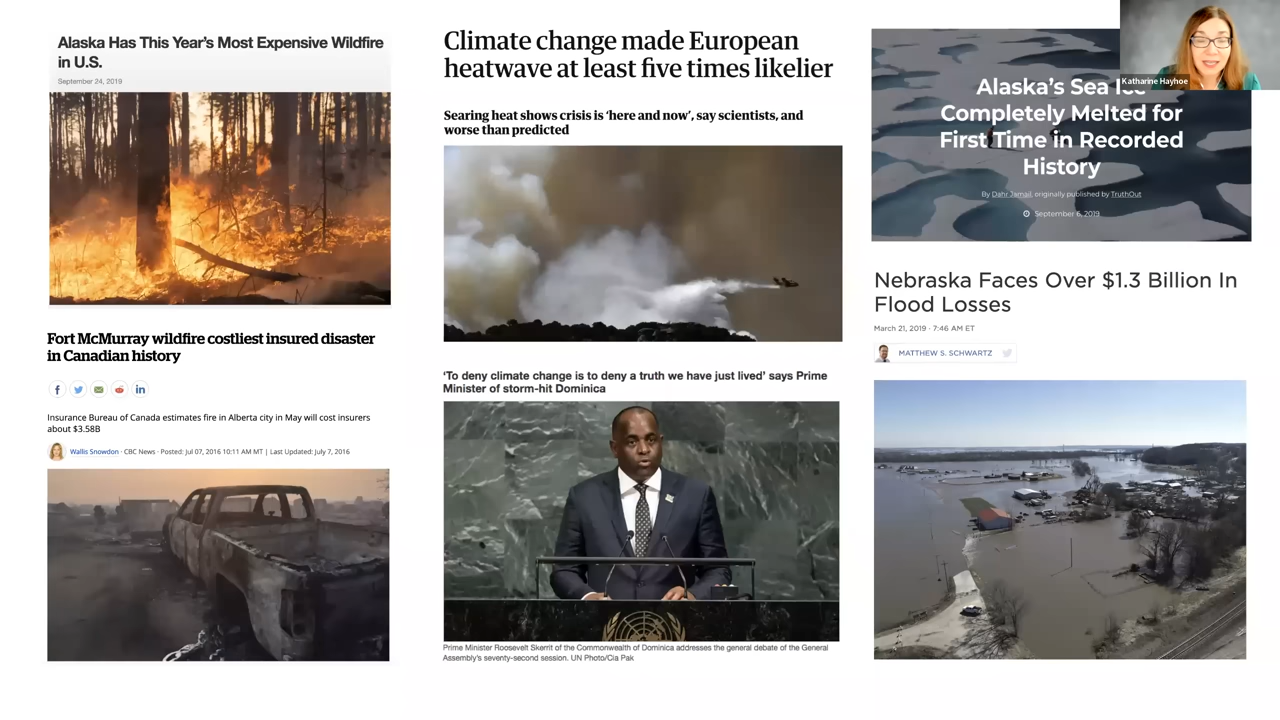 Alaska Has This Year's Most Expensive Wildfire
in U.S.
September 24, 2019
Fort McMurray wildfire costliest insured disaster
in Canadian history
Insurance Bureau of Canada estimates fire in Alberta city in May will cost insurers
about $3.58B
Wallis Snowdon · CBC News · Posted: Jul 07, 2016 10:11 AM MT | Last Updated: July 7, 2016
Climate change made European
heatwave at least five times likelier
Searing heat shows crisis is 'here and now', say scientists, and
worse than predicted
'To deny climate change is to deny a truth we have just lived' says Prime
Minister of storm-hit Dominica
Prime Minister Roosevelt Skerrit of the Commonwealth of Dominica addresses the general debate of the General
Assembly's seventy-second session. UN Photo/Cia Pak
Katharine Hayhoe
Alaska's Sea Ice
Completely Melted for
First Time in Recorded
History
By Dahr Jamail, originally published by TruthOut
September 6, 2019
Nebraska Faces Over $1.3 Billion In
Flood Losses
March 21, 2019 · 7:46 AM ET
MATTHEW S. SCHWARTZ